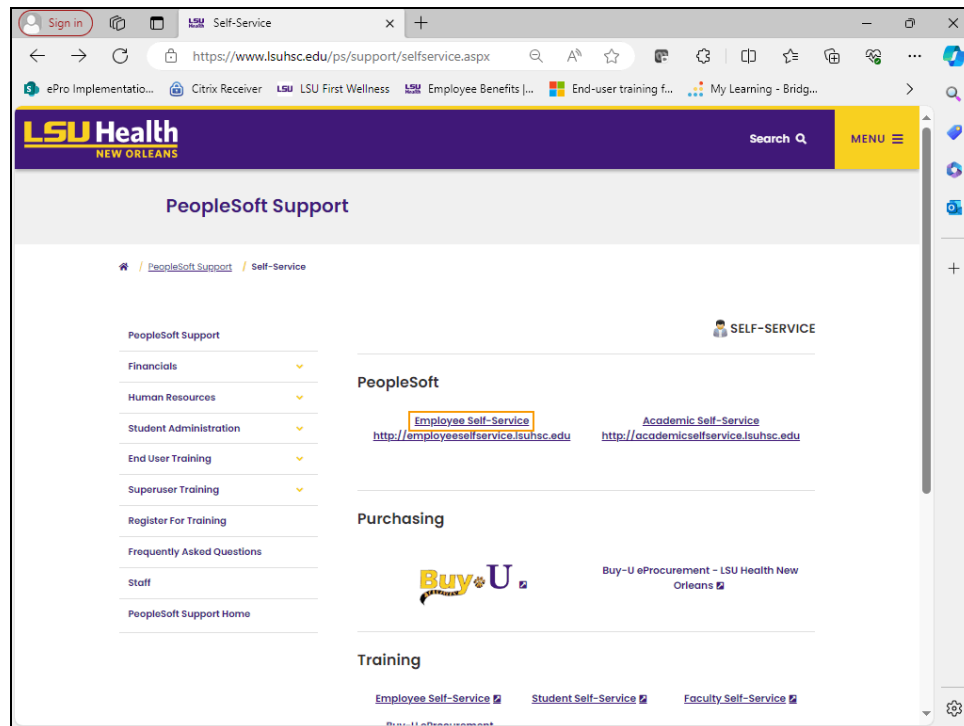 Sign in
Self-Service
https://www.lsuhsc.edu/ps/support/selfservice.aspx
ePro Implementatio...
Citrix Receiver
LSU LSU First Wellness
Employee Benefits |...
End-user training f...
My Learning - Bridg...
LSU Health
NEW ORLEANS
Search
MENU
PeopleSoft Support
/ PeopleSoft Support / Self-Service
PeopleSoft Support
Financials
Human Resources
Student Administration
End User Training
Superuser Training
Register For Training
Frequently Asked Questions
Staff
PeopleSoft Support Home
SELF-SERVICE
PeopleSoft
Employee Self-Service
http://employeeselfservice.lsuhsc.edu
Academic Self-Service
http://academicselfservice.lsuhsc.edu
Purchasing
Buy U
Buy-U eProcurement - LSU Health New
Orleans
Training
Employee Self-Service
Student Self-Service
Faculty Self-Service
Buy-U eProcurement